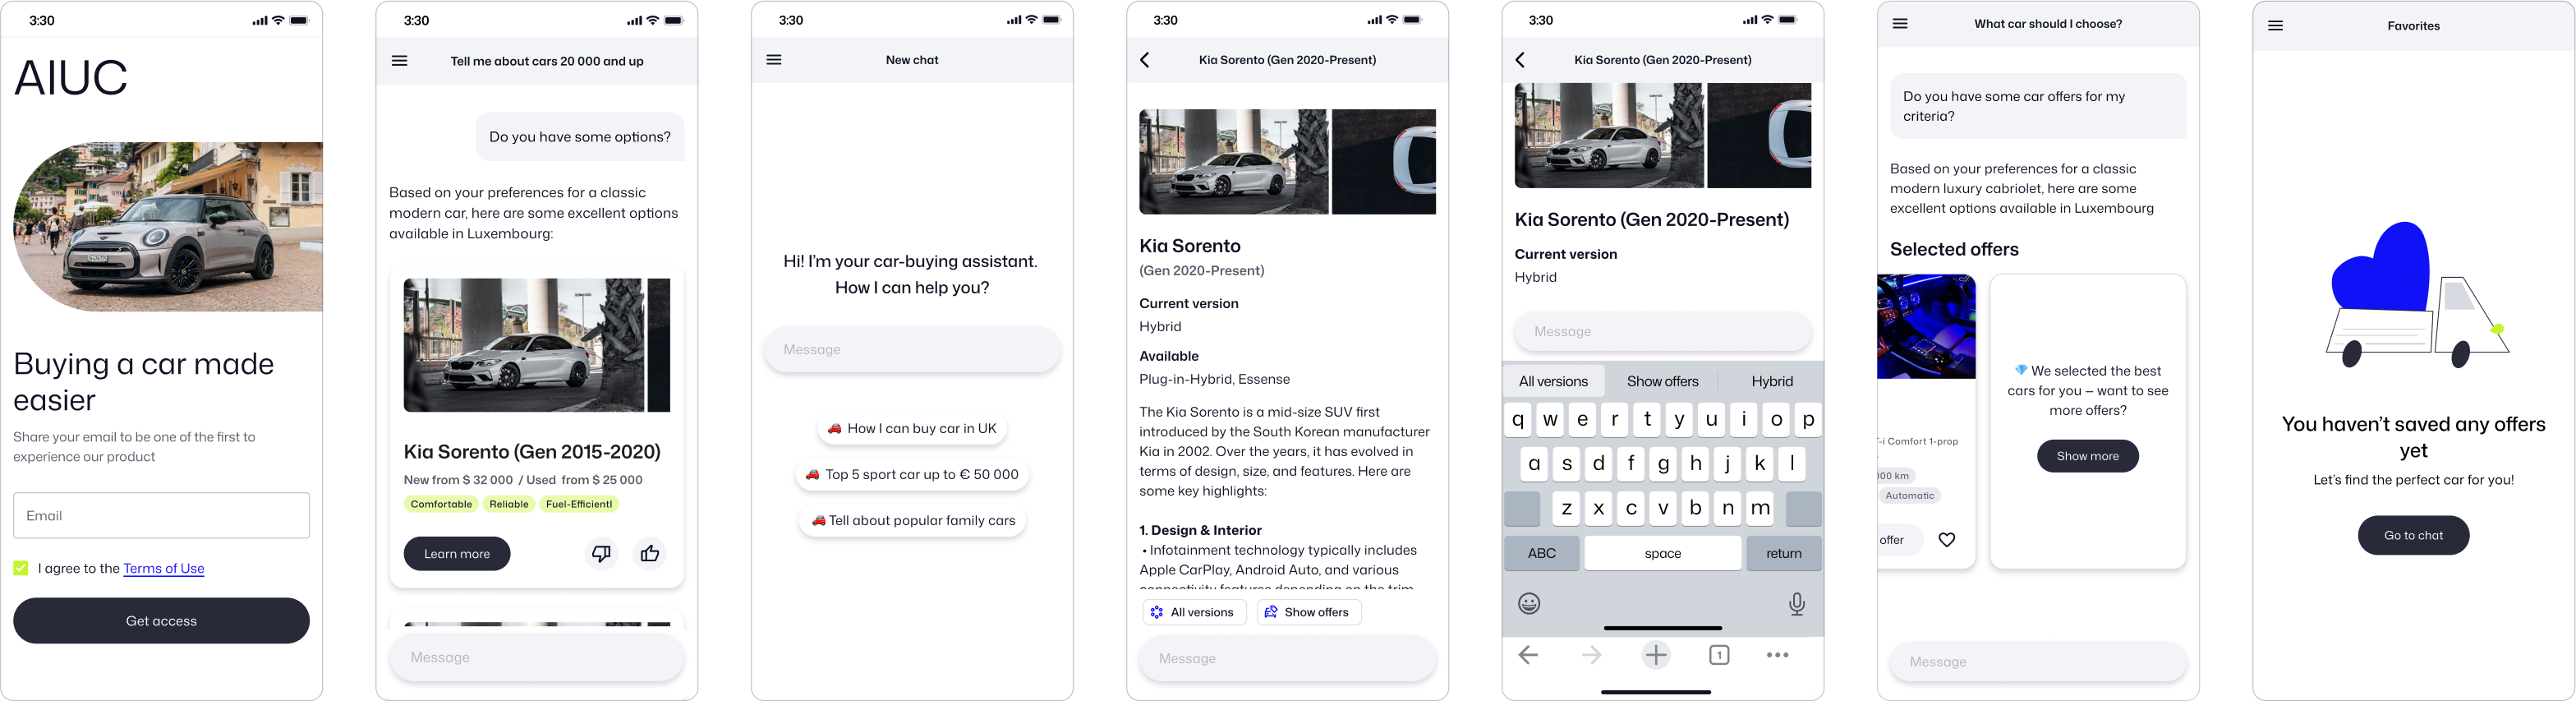 3:30
AIUC
Buying a car made
easier
Share your email to be one of the first to
experience our product
Email
I agree to the Terms of Use
Get access
3:30
Tell me about cars 20 000 and up
Do you have some options?
Based on your preferences for a classic
modern car, here are some excellent options
available in Luxembourg:
Kia Sorento (Gen 2015-2020)
New from $ 32 000 / Used from $ 25 000
Comfortable Reliable Fuel-Efficientl
Learn more
Message
3:30
New chat
Hi! I'm your car-buying assistant.
How I can help you?
Message
How I can buy car in UK
Top 5 sport car up to € 50 000
Tell about popular family cars
3:30
Kia Sorento (Gen 2020-Present)
Kia Sorento
(Gen 2020-Present)
Current version
Hybrid
Available
Plug-in-Hybrid, Essense
The Kia Sorento is a mid-size SUV first
introduced by the South Korean manufacturer
Kia in 2002. Over the years, it has evolved in
terms of design, size, and features. Here are
some key highlights:
1. Design & Interior
• Infotainment technology typically includes
Apple CarPlay, Android Auto, and various
connectivity features depending on the trim
All versions Show offers
Message
3:30
Kia Sorento (Gen 2020-Present)
Kia Sorento (Gen 2020-Present)
Current version
Hybrid
Message
All versions Show offers Hybrid
q w e r t y u i o p
a s d f g h j k l
z x c v b n m
ABC space return
1
What car should I choose?
Do you have some car offers for my
criteria?
Based on your preferences for a classic
modern luxury cabriolet, here are some
excellent options available in Luxembourg
Selected offers
T-i Comfort 1-prop
000 km
Automatic
offer
We selected the best
cars for you – want to see
more offers?
Show more
Message
Favorites
You haven't saved any offers
yet
Let's find the perfect car for you!
Go to chat